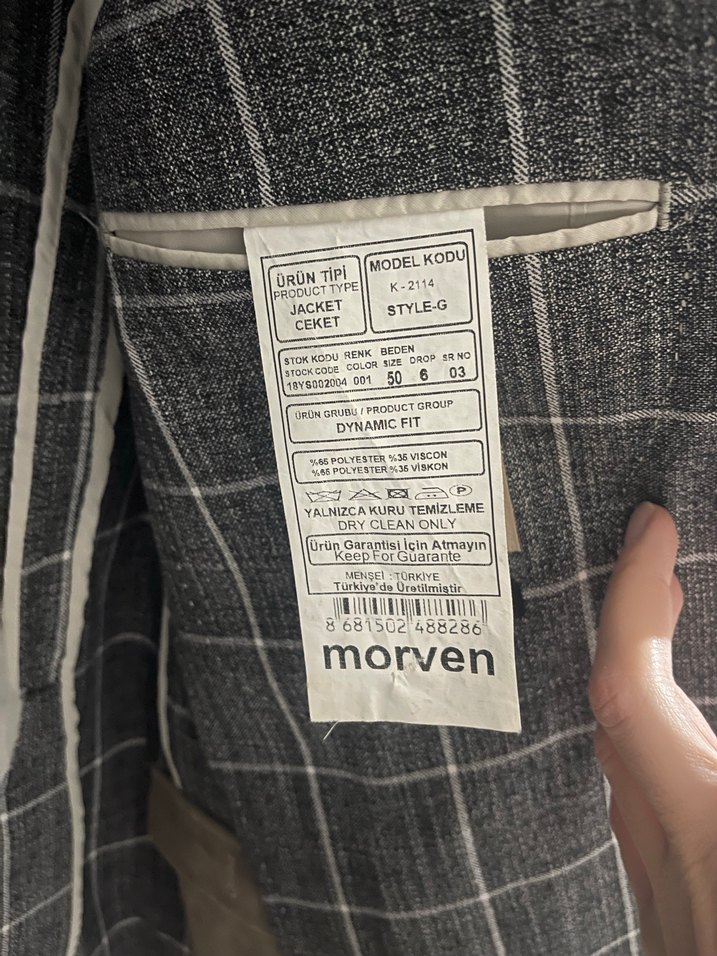 ÜRÜN TİPİ
PRODUCT TYPE
JACKET
CEKET
MODEL KODU
K - 2114
STYLE-G
STOK KODU RENK BEDEN
STOCK CODE COLOR SIZE DROP SR NO
18YS002004 001 50 6 03
ÜRÜN GRUBU / PRODUCT GROUP
DYNAMIC FIT
%65 POLYESTER %35 VISCON
%65 POLYESTER %35 VİSKON
P
YALNIZCA KURU TEMİZLEME
DRY CLEAN ONLY
Ürün Garantisi İçin Atmayın
Keep For Guarante
MENŞEİ : TÜRKİYE
Türkiye'de Üretilmiştir
8 681502 488286
morven